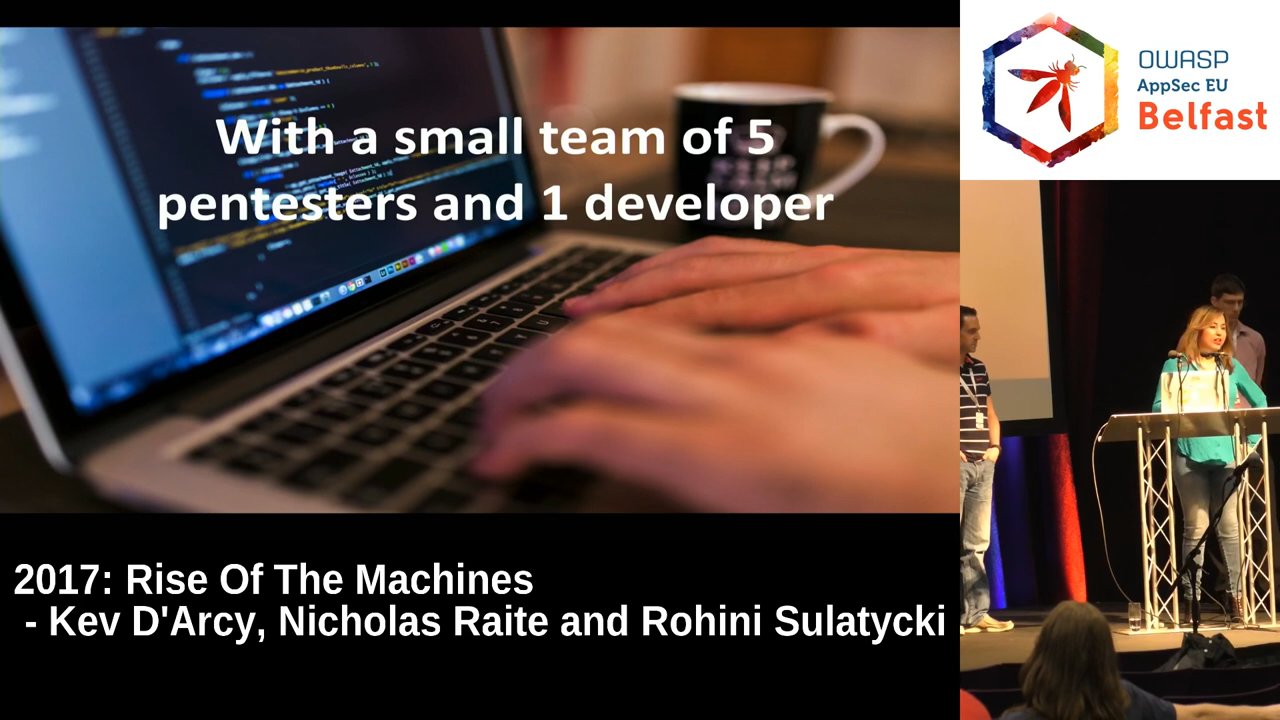 With a small team of 5
pentesters and 1 developer
OWASP
AppSec EU
Belfast
2017: Rise Of The Machines
- Kev D'Arcy, Nicholas Raite and Rohini Sulatycki